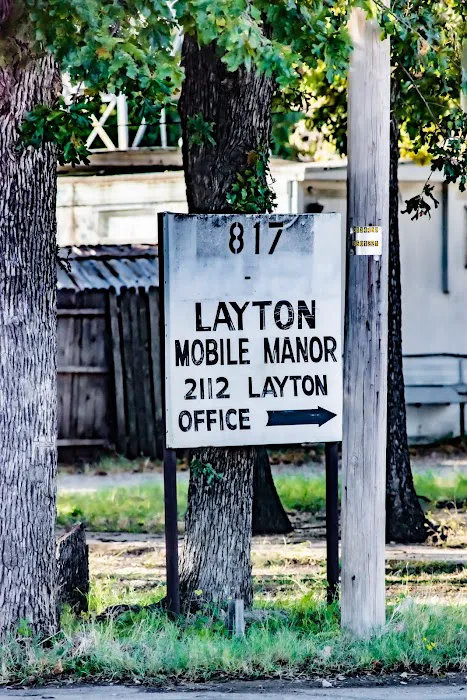 817
-
LAYTON
MOBILE MANOR
2112 LAYTON
OFFICE